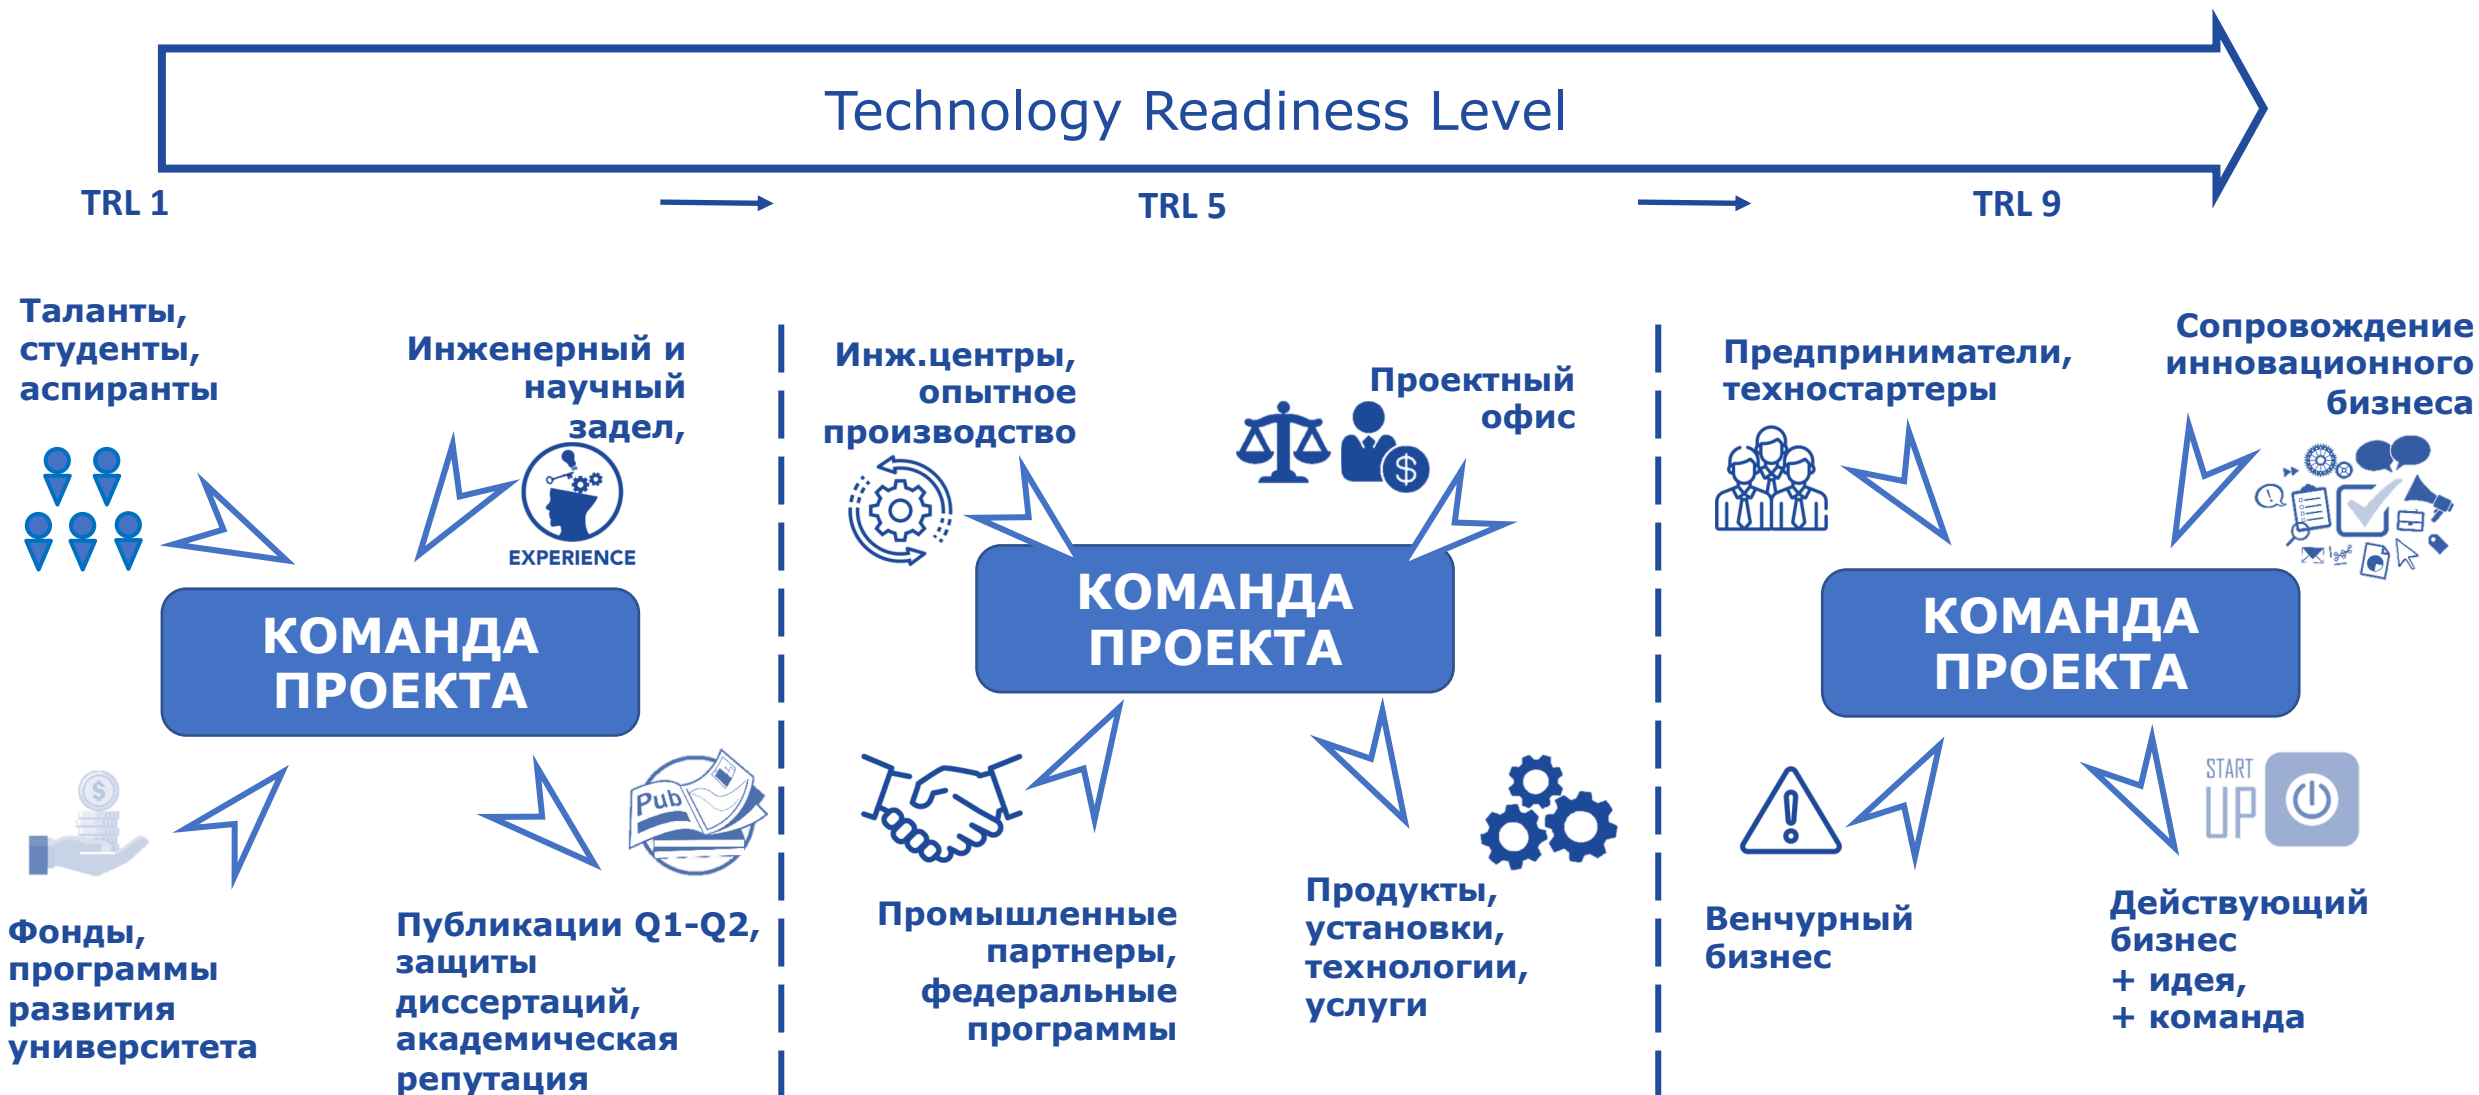 Technology Readiness Level
TRL 1
TRL 5
TRL 9
Таланты,
студенты,
аспиранты
Инженерный и
научный
задел,
EXPERIENCE
КОМАНДА
ПРОЕКТА
Фонды,
программы
развития
университета
Pub
Публикации Q1-Q2,
защиты
диссертаций,
академическая
репутация
Инж.центры,
опытное
производство
Проектный
офис
КОМАНДА
ПРОЕКТА
Промышленные
партнеры,
федеральные
программы
Продукты,
установки,
технологии,
услуги
Предприниматели,
техностартеры
Сопровождение
инновационного
бизнеса
КОМАНДА
ПРОЕКТА
Венчурный
бизнес
START
UP
Действующий
бизнес
+ идея,
+ команда